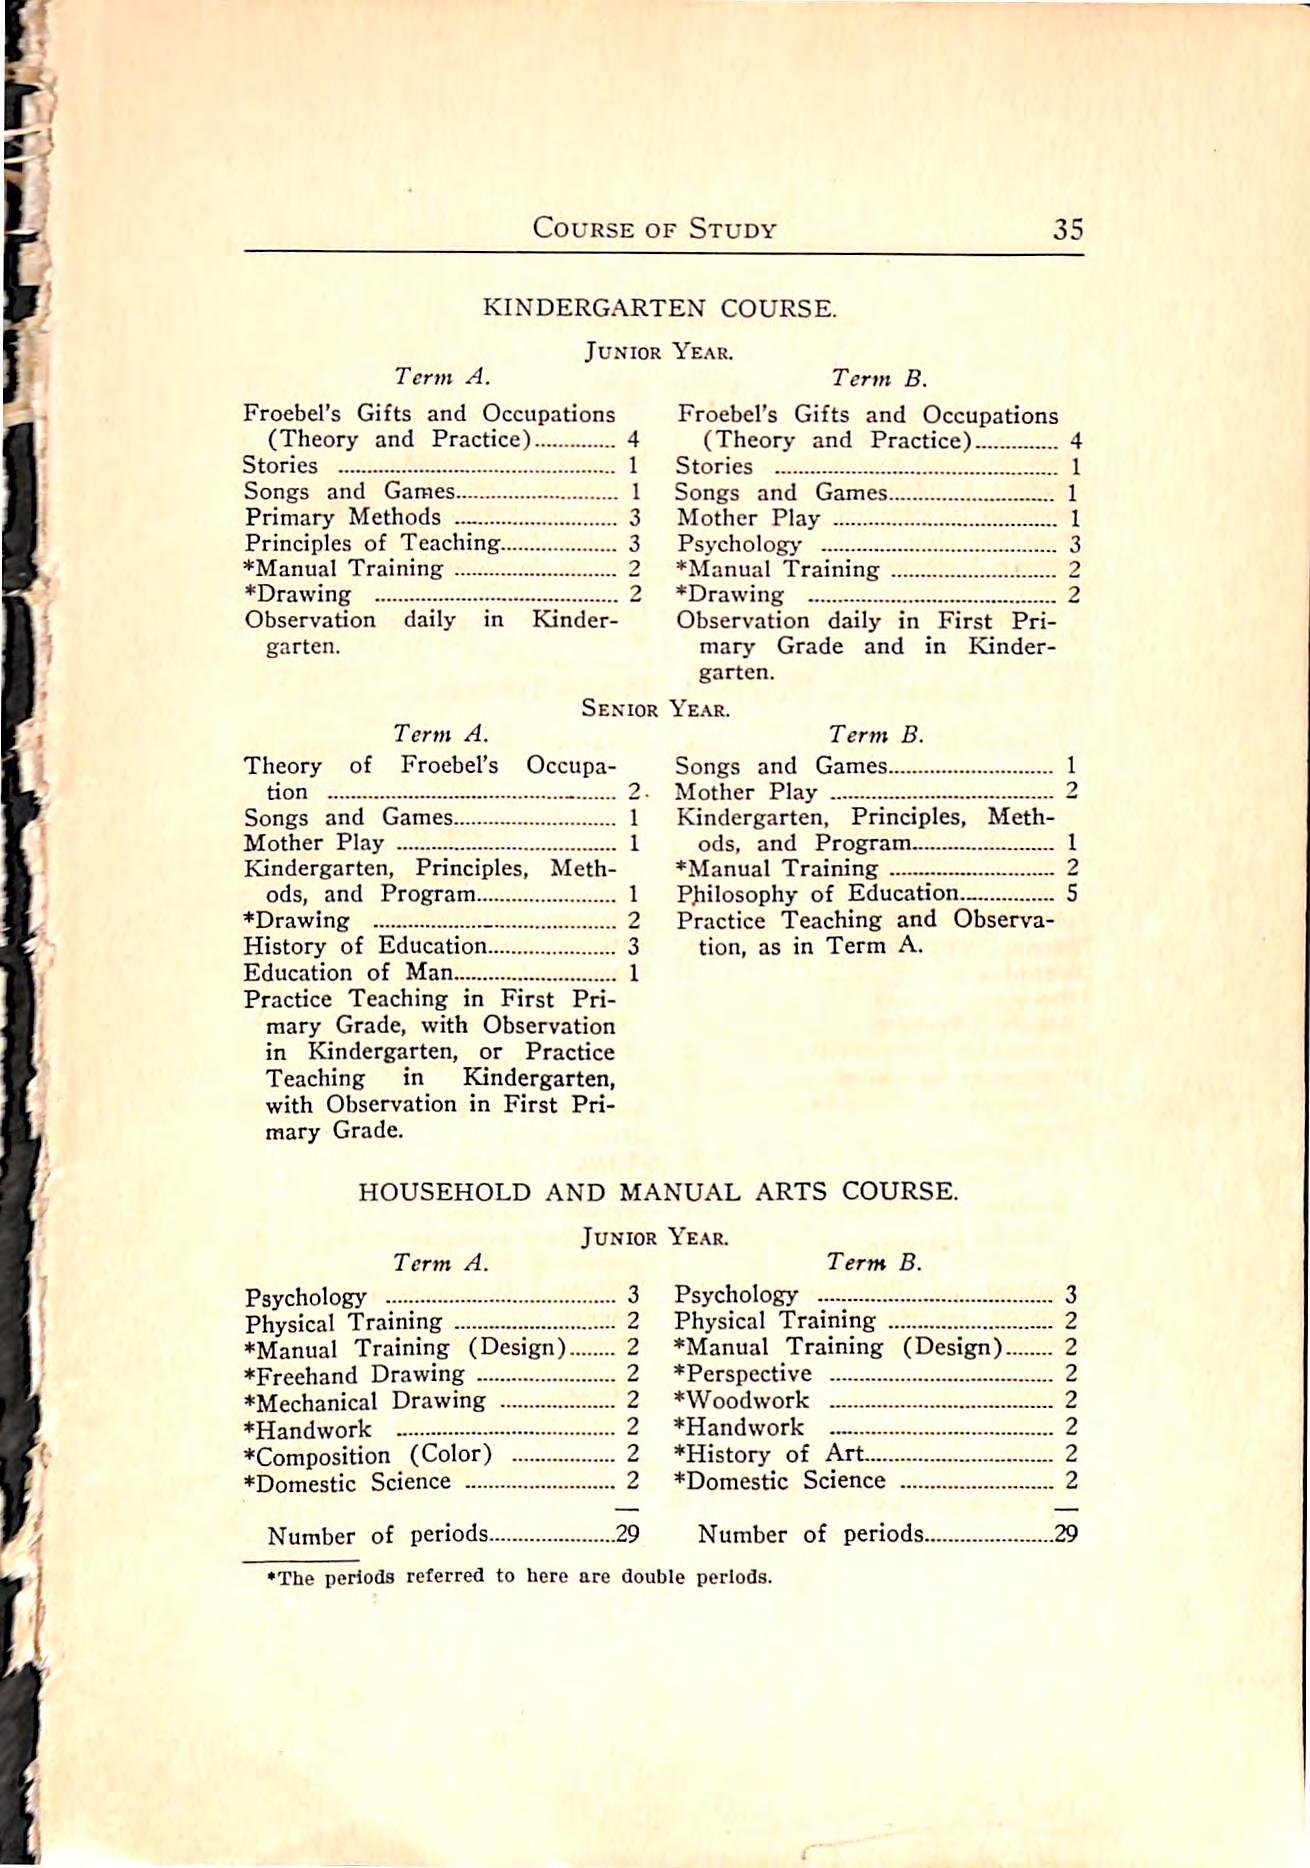 COURSE OF STUDY 35
KINDERGARTEN COURSE.
JUNIOR YEAR.
Term A.
Froebel's Gifts and Occupations
(Theory and Practice).............. 4
Stories ................................................ 1
Songs and Games............................ 1
Primary Methods ............................ 3
Principles of Teaching.................... 3
*Manual Training ............................ 2
*Drawing .......................................... 2
Observation daily in Kinder-
garten.
Term B.
Froebel's Gifts and Occupations
(Theory and Practice).............. 4
Stories ................................................ 1
Songs and Games............................ 1
Mother Play ...................................... 1
Psychology ........................................ 3
*Manual Training ............................ 2
*Drawing .......................................... 2
Observation daily in First Pri-
mary Grade and in Kinder-
garten.
SENIOR YEAR.
Term A.
Theory of Froebel's Occupa-
tion .................................................. 2
Songs and Games............................ 1
Mother Play ...................................... 1
Kindergarten, Principles, Meth-
ods, and Program........................ 1
*Drawing .......................................... 2
History of Education...................... 3
Education of Man............................ 1
Practice Teaching in First Pri-
mary Grade, with Observation
in Kindergarten, or Practice
Teaching in Kindergarten,
with Observation in First Pri-
mary Grade.
Term B.
Songs and Games............................ 1
Mother Play ...................................... 2
Kindergarten, Principles, Meth-
ods, and Program........................ 1
*Manual Training ............................ 2
Philosophy of Education................ 5
Practice Teaching and Observa-
tion, as in Term A.
HOUSEHOLD AND MANUAL ARTS COURSE.
JUNIOR YEAR.
Term A.
Psychology ........................................ 3
Physical Training ............................ 2
*Manual Training (Design)........ 2
*Freehand Drawing ........................ 2
*Mechanical Drawing .................... 2
*Handwork ...................................... 2
*Composition (Color) .................. 2
*Domestic Science .......................... 2
Number of periods......................29
Term B.
Psychology ........................................ 3
Physical Training ............................ 2
*Manual Training (Design)........ 2
*Perspective ...................................... 2
*Woodwork ...................................... 2
*Handwork ...................................... 2
*History of Art................................ 2
*Domestic Science .......................... 2
Number of periods......................29
*The periods referred to here are double periods.